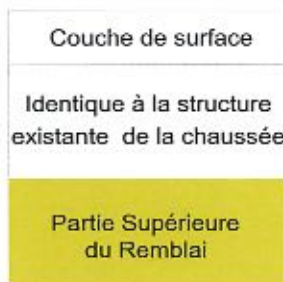 Couche de surface
Identique à la structure
existante de la chaussée
Partie Supérieure
du Remblai